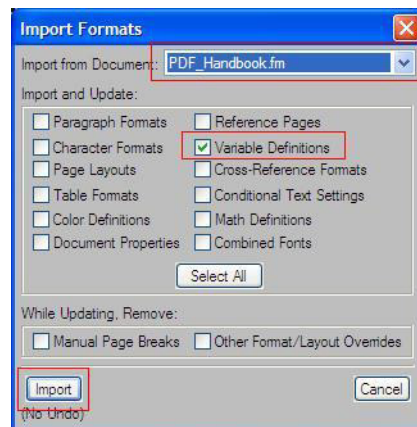 Import Formats
Import from Document: PDF_Handbook.fm
Import and Update:
Paragraph Formats Reference Pages
Character Formats Variable Definitions
Page Layouts Cross-Reference Formats
Table Formats Conditional Text Settings
Color Definitions Math Definitions
Document Properties Combined Fonts
Select All
While Updating, Remove:
Manual Page Breaks Other Format/Layout Overrides
Import Cancel
(No Undo)